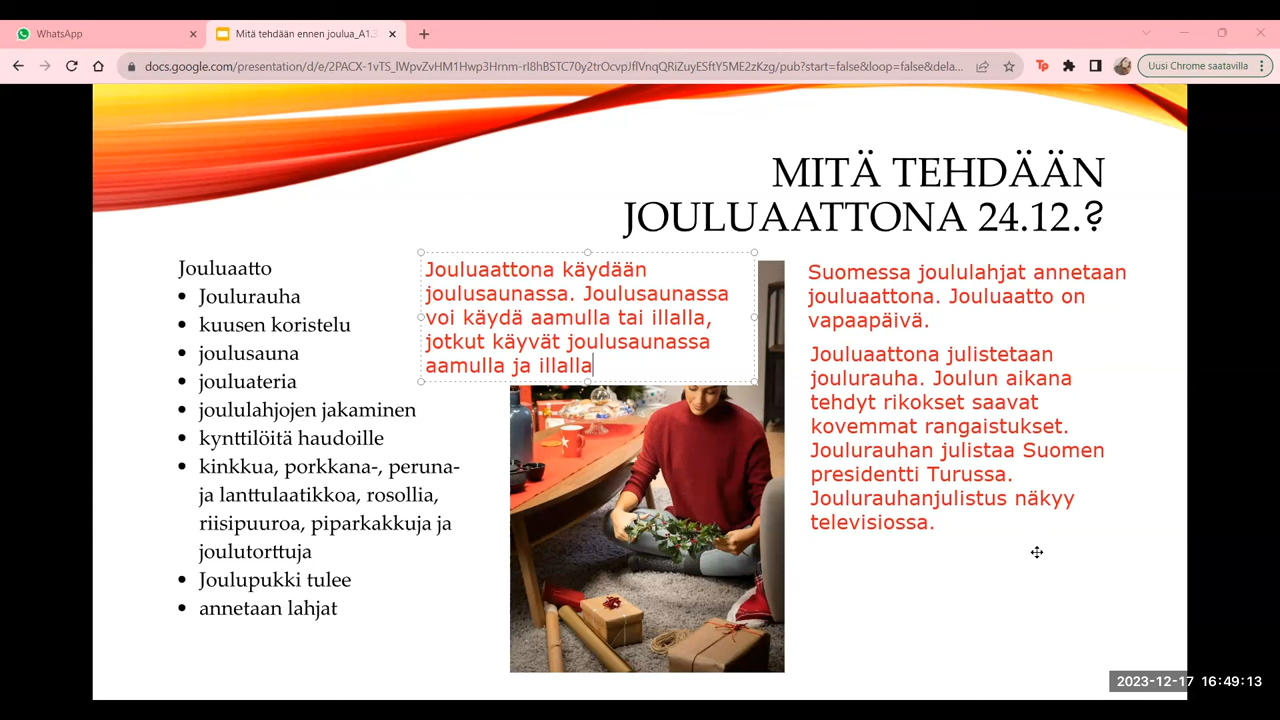 WhatsApp
Mitä tehdään ennen joulua_A1.3
docs.google.com/presentation/d/e/2PACX-1vTS_lWpvZvHM1Hwp3Hrnm-rl8hBSTC70y2trOcvpJflVnqQRiZuyESftY5ME2zKzg/pub?start=false&loop=false&dela...
Uusi Chrome saatavilla
MITÄ TEHDÄÄN
JOULUAATTONA 24.12.?
Jouluaatto
• Joulurauha
• kuusen koristelu
• joulusauna
• jouluateria
• joululahjojen jakaminen
• kynttilöitä haudoille
• kinkkua, porkkana-, peruna-
ja lanttulaatikkoa, rosollia,
riisipuuroa, piparkakkuja ja
joulutorttuja
• Joulupukki tulee
• annetaan lahjat
Jouluaattona käydään
joulusaunassa. Joulusaunassa
voi käydä aamulla tai illalla,
jotkut käyvät joulusaunassa
aamulla ja illalla
Suomessa joululahjat annetaan
jouluaattona. Jouluaatto on
vapaapäivä.
Jouluaattona julistetaan
joulurauha. Joulun aikana
tehdyt rikokset saavat
kovemmat rangaistukset.
Joulurauhan julistaa Suomen
presidentti Turussa.
Joulurauhanjulistus näkyy
televisiossa.
2023-12-17 16:49:13